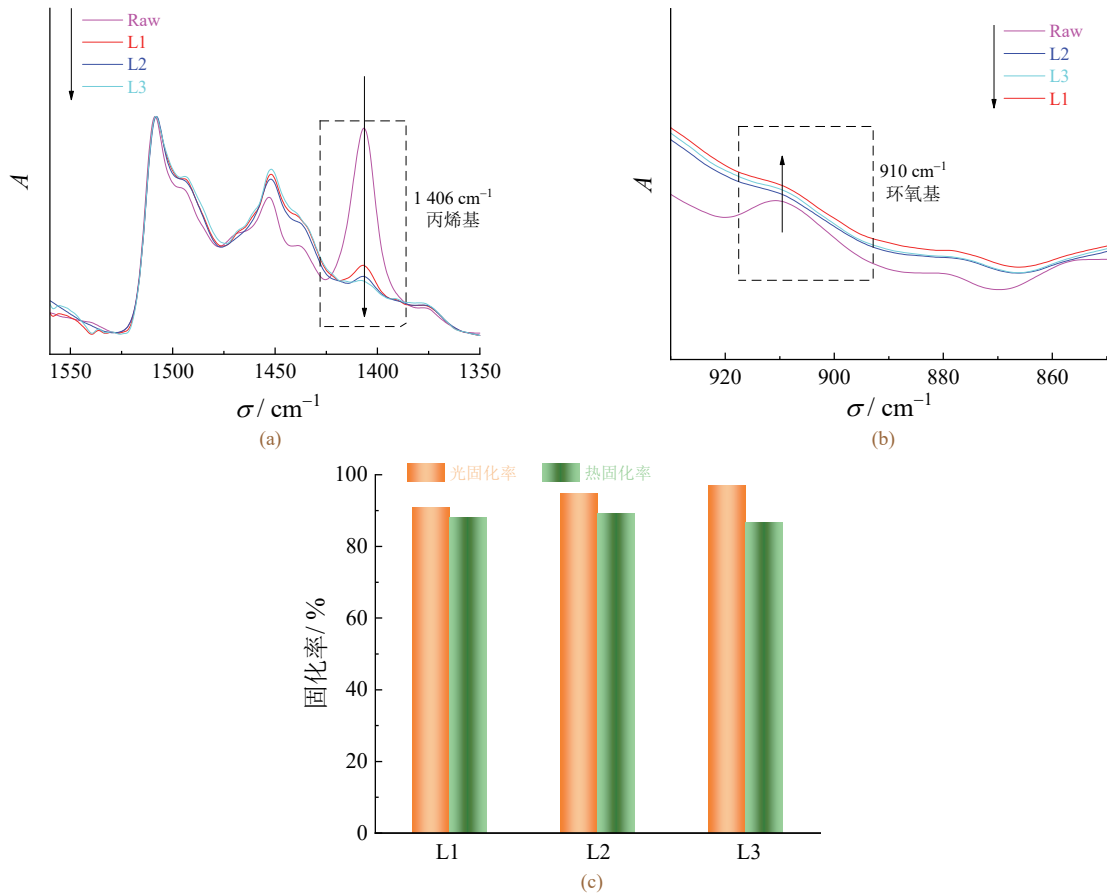 Raw
L1
L2
L3
A
1 406 cm⁻¹
丙烯基
1550
1500
1450
1400
1350
σ / cm⁻¹
(a)
Raw
L2
L3
L1
A
910 cm⁻¹
环氧基
920
900
880
860
σ / cm⁻¹
(b)
光固化率
热固化率
固化率/ %
100
80
60
40
20
0
L1
L2
L3
(c)